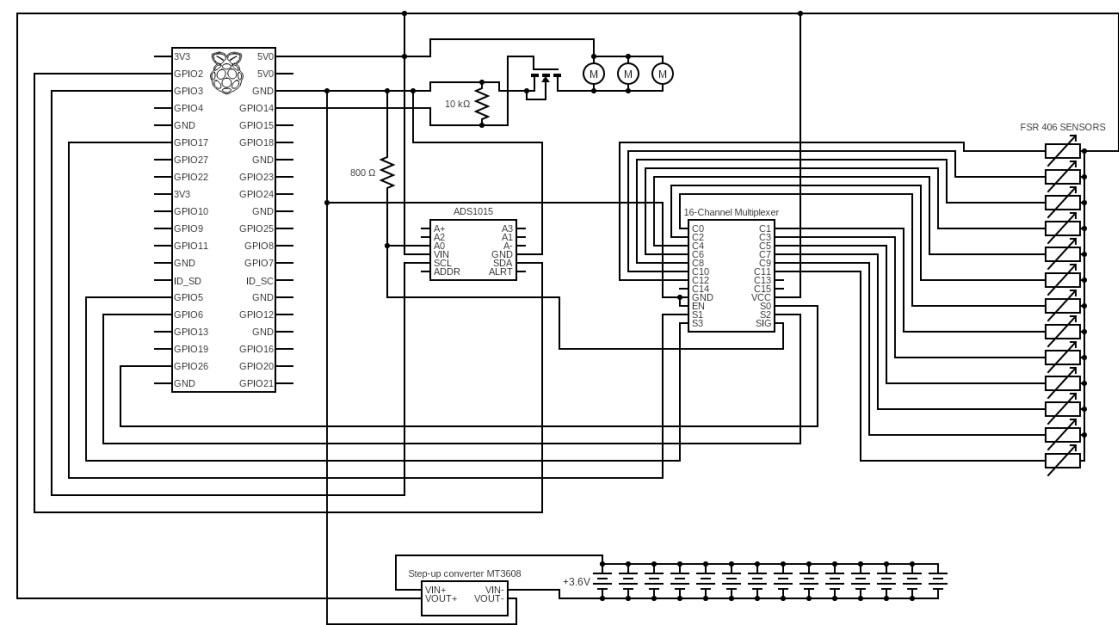 3V3 5V0
GPIO2 5V0
GPIO3 GND
GPIO4 GPIO14
GND GPIO15
GPIO17 GPIO18
GPIO27 GND
GPIO22 GPIO23
3V3 GPIO24
GPIO10 GND
GPIO9 GPIO25
GPIO11 GPIO8
GND GPIO7
ID_SD ID_SC
GPIO5 GND
GPIO6 GPIO12
GPIO13 GND
GPIO19 GPIO16
GPIO26 GPIO20
GND GPIO21
10 kΩ
M M M
800 Ω
ADS1015
A+ A3
A2 A1
A0 A-
VIN GND
SCL SDA
ADDR ALRT
16-Channel Multiplexer
C0 C1
C2 C3
C4 C5
C6 C7
C8 C9
C10 C11
C12 C13
C14 C15
GND VCC
EN S0
S1 S2
S3 SIG
FSR 406 SENSORS
Step-up converter MT3608
VIN+ VIN-
VOUT+ VOUT-
+3.6V